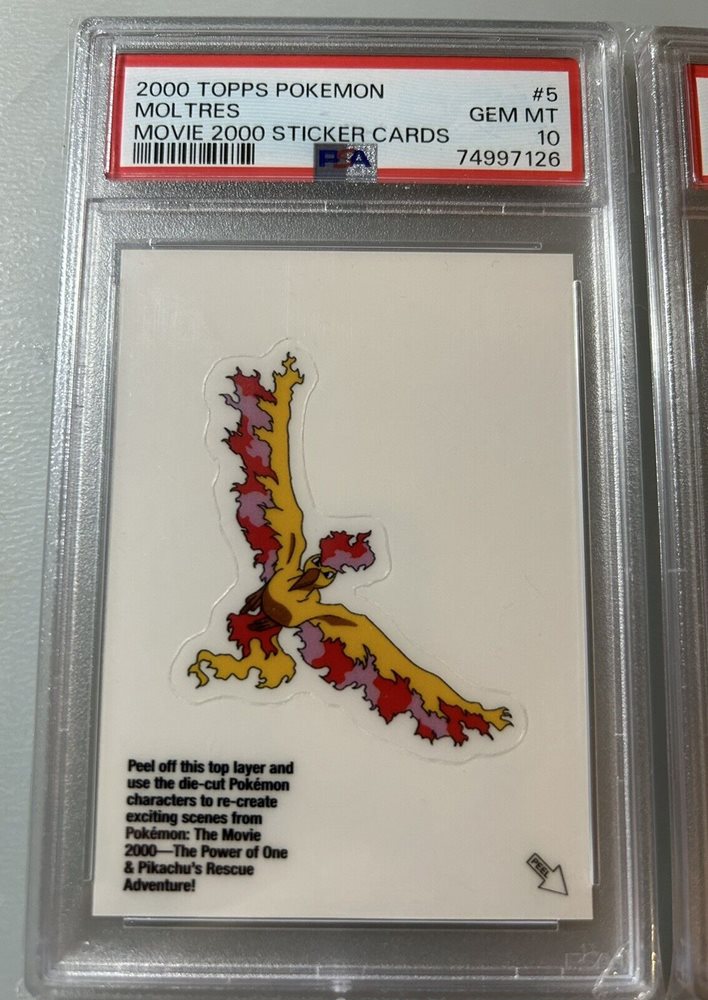 2000 TOPPS POKEMON #5
MOLTRES GEM MT
MOVIE 2000 STICKER CARDS 10
PSA 74997126
Peel off this top layer and
use the die-cut Pokémon
characters to re-create
exciting scenes from
Pokémon: The Movie
2000—The Power of One
& Pikachu's Rescue
Adventure!
PEEL
PSA